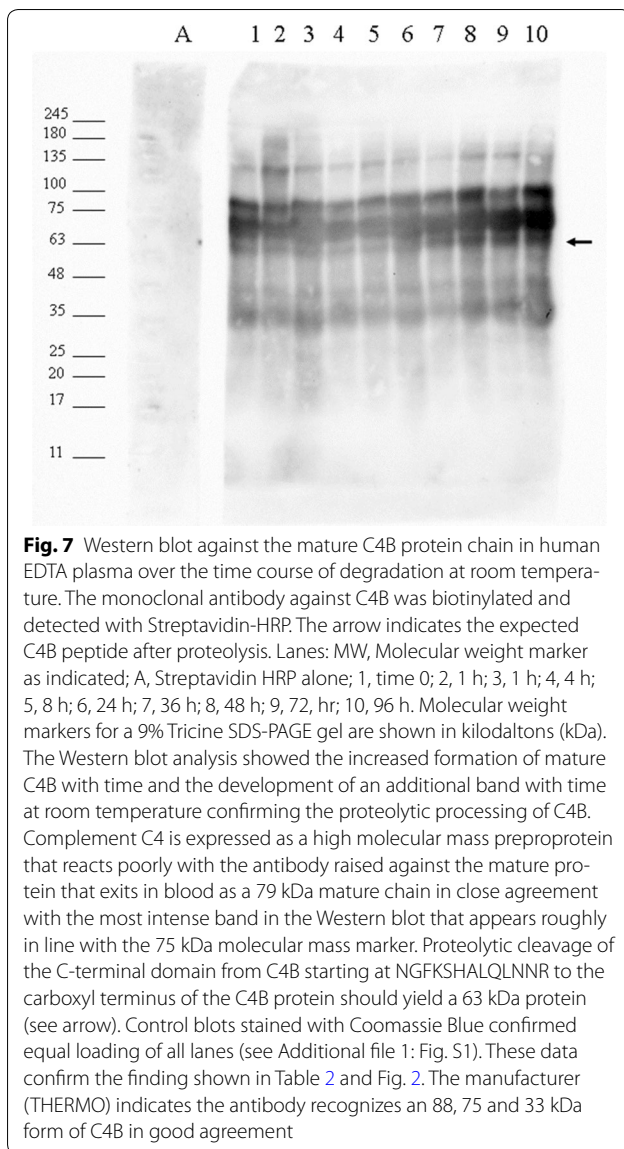 A 1 2 3 4 5 6 7 8 9 10
245
180
135
100
75
63
48
35
25
20
17
11
Fig. 7 Western blot against the mature C4B protein chain in human
EDTA plasma over the time course of degradation at room tempera-
ture. The monoclonal antibody against C4B was biotinylated and
detected with Streptavidin-HRP. The arrow indicates the expected
C4B peptide after proteolysis. Lanes: MW, Molecular weight marker
as indicated; A, Streptavidin HRP alone; 1, time 0; 2, 1 h; 3, 1 h; 4, 4 h;
5, 8 h; 6, 24 h; 7, 36 h; 8, 48 h; 9, 72, hr; 10, 96 h. Molecular weight
markers for a 9% Tricine SDS-PAGE gel are shown in kilodaltons (kDa).
The Western blot analysis showed the increased formation of mature
C4B with time and the development of an additional band with time
at room temperature confirming the proteolytic processing of C4B.
Complement C4 is expressed as a high molecular mass preproprotein
that reacts poorly with the antibody raised against the mature pro-
tein that exits in blood as a 79 kDa mature chain in close agreement
with the most intense band in the Western blot that appears roughly
in line with the 75 kDa molecular mass marker. Proteolytic cleavage of
the C-terminal domain from C4B starting at NGFKSHALQLNNR to the
carboxyl terminus of the C4B protein should yield a 63 kDa protein
(see arrow). Control blots stained with Coomassie Blue confirmed
equal loading of all lanes (see Additional file 1: Fig. S1). These data
confirm the finding shown in Table 2 and Fig. 2. The manufacturer
(THERMO) indicates the antibody recognizes an 88, 75 and 33 kDa
form of C4B in good agreement